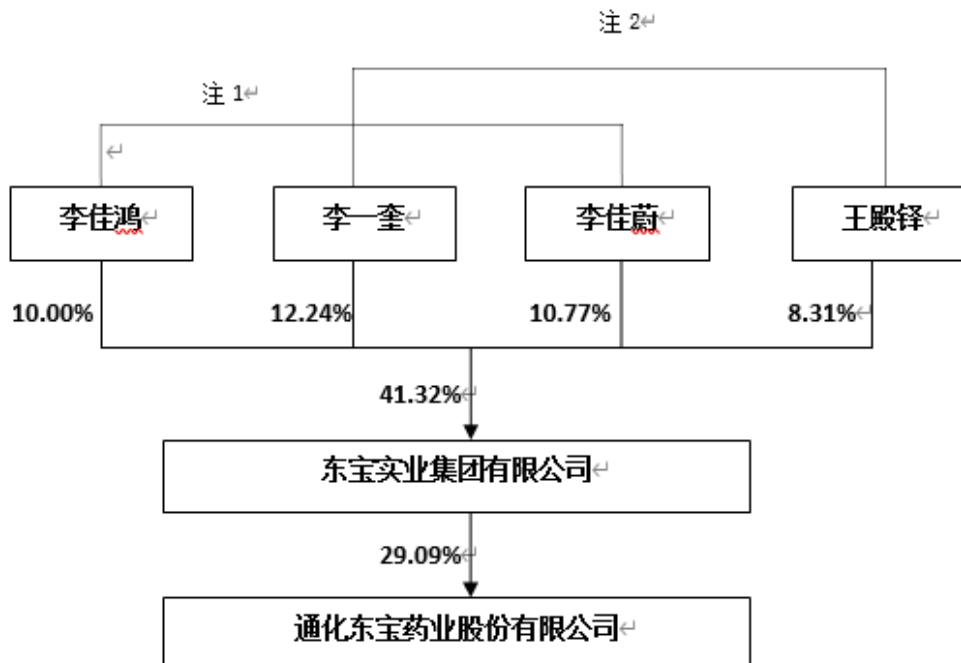 注 2
注 1
李佳鸿
李一奎
李佳蔚
王殿铎
10.00%
12.24%
10.77%
8.31%
41.32%
东宝实业集团有限公司
29.09%
通化东宝药业股份有限公司